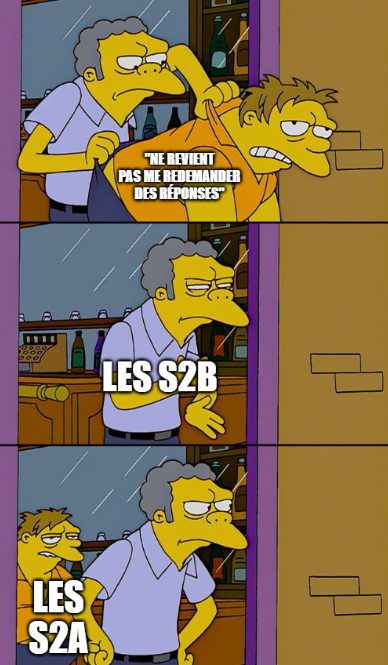 "NE REVIENT
PAS ME REDEMANDER
DES RÉPONSES"
LES S2B
LES
S2A